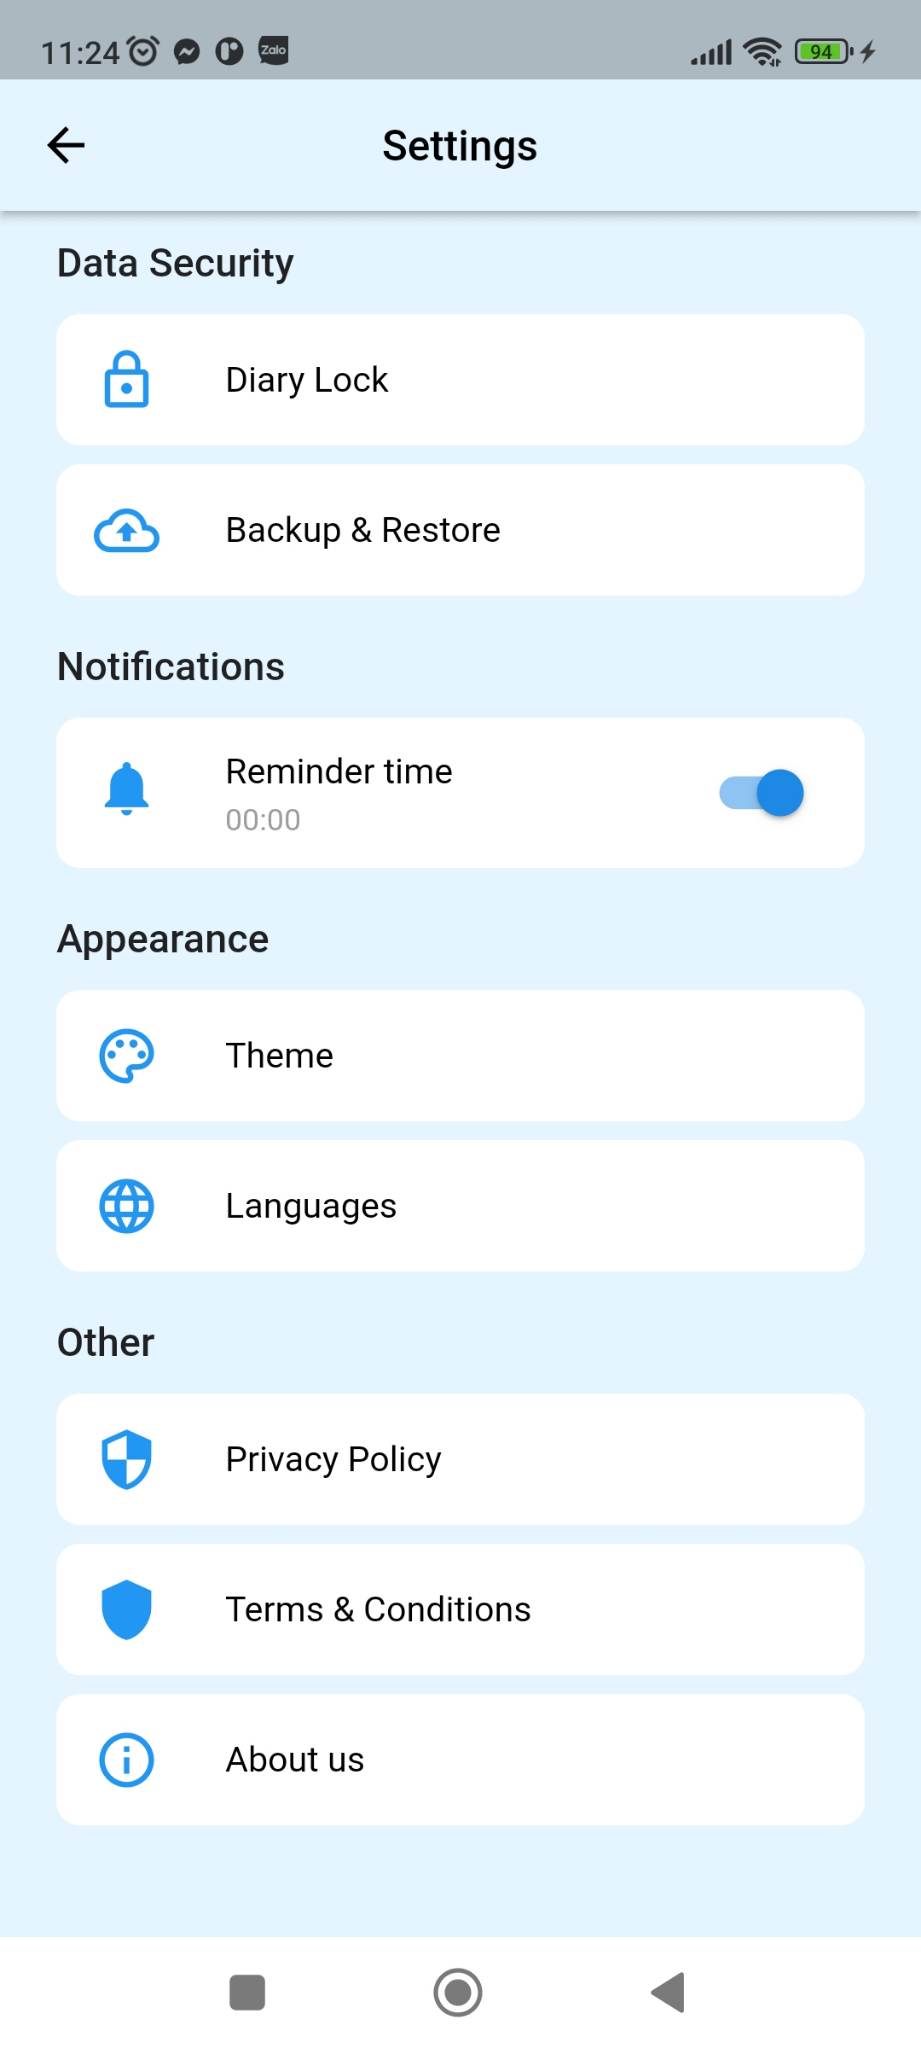 11:24 Zalo 94
Settings
Data Security
Diary Lock
Backup & Restore
Notifications
Reminder time
00:00
Appearance
Theme
Languages
Other
Privacy Policy
Terms & Conditions
About us